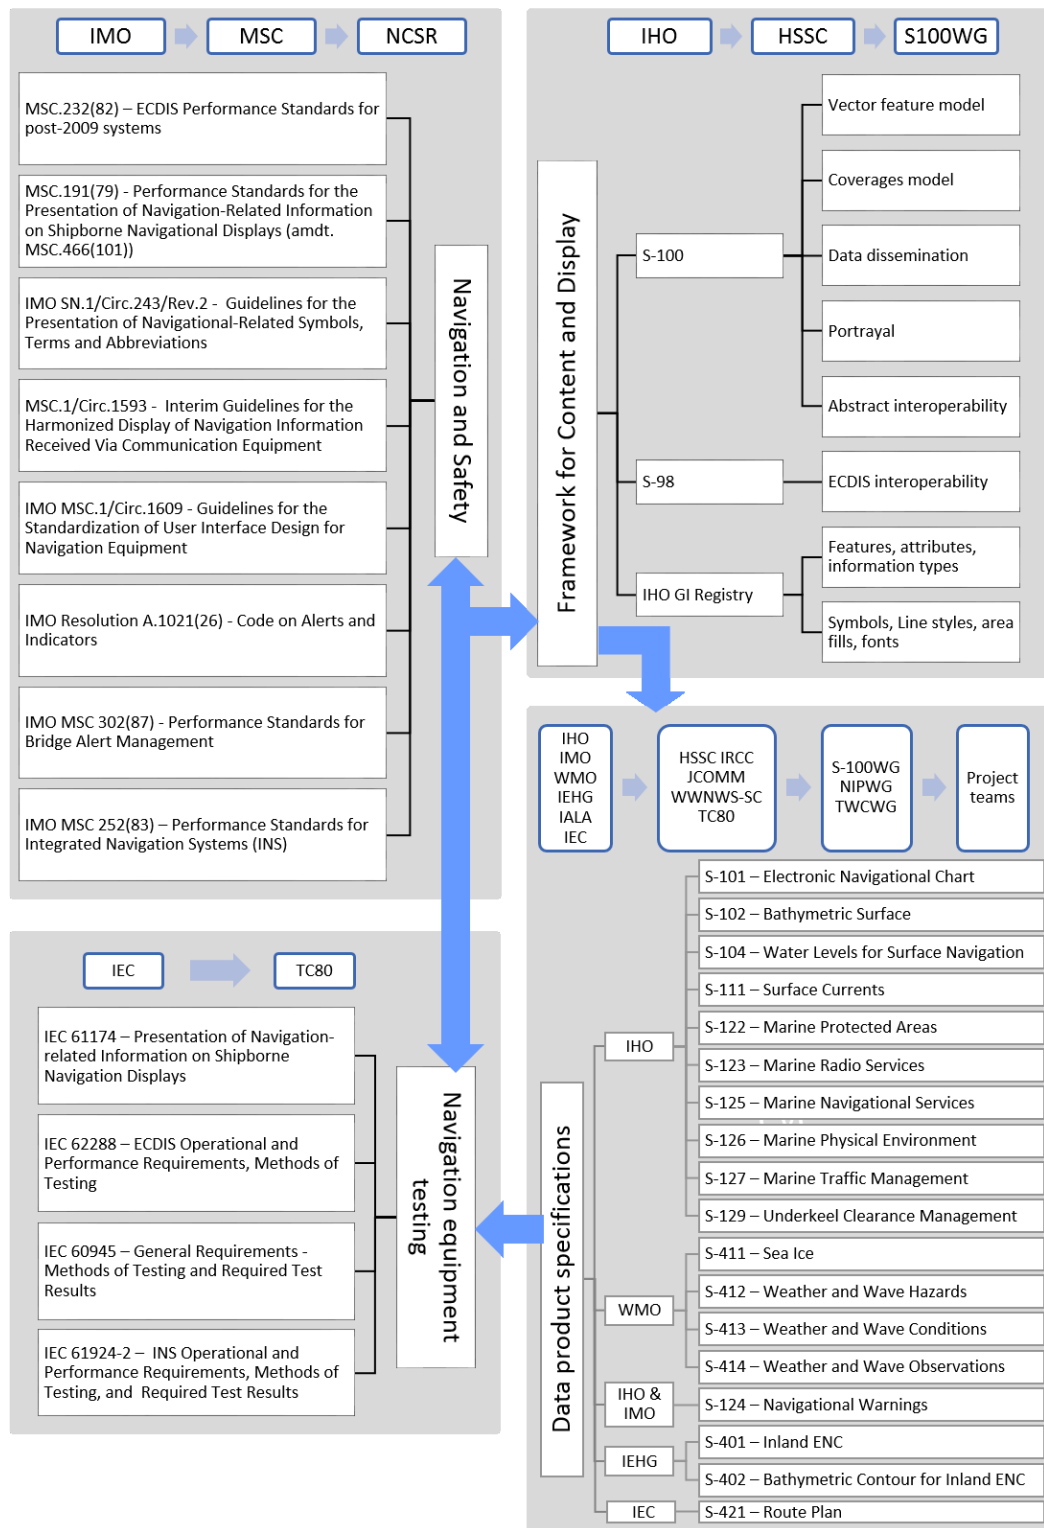 IMO
MSC
NCSR
MSC.232(82) – ECDIS Performance Standards for
post-2009 systems
MSC.191(79) - Performance Standards for the
Presentation of Navigation-Related Information
on Shipborne Navigational Displays (amdt.
MSC.466(101))
IMO SN.1/Circ.243/Rev.2 - Guidelines for the
Presentation of Navigational-Related Symbols,
Terms and Abbreviations
MSC.1/Circ.1593 - Interim Guidelines for the
Harmonized Display of Navigation Information
Received Via Communication Equipment
IMO MSC.1/Circ.1609 - Guidelines for the
Standardization of User Interface Design for
Navigation Equipment
IMO Resolution A.1021(26) - Code on Alerts and
Indicators
IMO MSC 302(87) - Performance Standards for
Bridge Alert Management
IMO MSC 252(83) – Performance Standards for
Integrated Navigation Systems (INS)
Navigation and Safety
IHO
HSSC
S100WG
Framework for Content and Display
S-100
Vector feature model
Coverages model
Data dissemination
Portrayal
Abstract interoperability
S-98
ECDIS interoperability
IHO GI Registry
Features, attributes,
information types
Symbols, Line styles, area
fills, fonts
IEC
TC80
IEC 61174 – Presentation of Navigation-
related Information on Shipborne
Navigation Displays
IEC 62288 – ECDIS Operational and
Performance Requirements, Methods of
Testing
IEC 60945 – General Requirements -
Methods of Testing and Required Test
Results
IEC 61924-2 – INS Operational and
Performance Requirements, Methods of
Testing, and Required Test Results
Navigation equipment
testing
IHO
IMO
WMO
IEHG
IALA
IEC
HSSC IRCC
JCOMM
WWNWS-SC
TC80
S-100WG
NIPWG
TWCWG
Project
teams
Data product specifications
IHO
S-101 – Electronic Navigational Chart
S-102 – Bathymetric Surface
S-104 – Water Levels for Surface Navigation
S-111 – Surface Currents
S-122 – Marine Protected Areas
S-123 – Marine Radio Services
S-125 – Marine Navigational Services
S-126 – Marine Physical Environment
S-127 – Marine Traffic Management
S-129 – Underkeel Clearance Management
WMO
S-411 – Sea Ice
S-412 – Weather and Wave Hazards
S-413 – Weather and Wave Conditions
S-414 – Weather and Wave Observations
IHO &
IMO
S-124 – Navigational Warnings
IEHG
S-401 – Inland ENC
S-402 – Bathymetric Contour for Inland ENC
IEC
S-421 – Route Plan